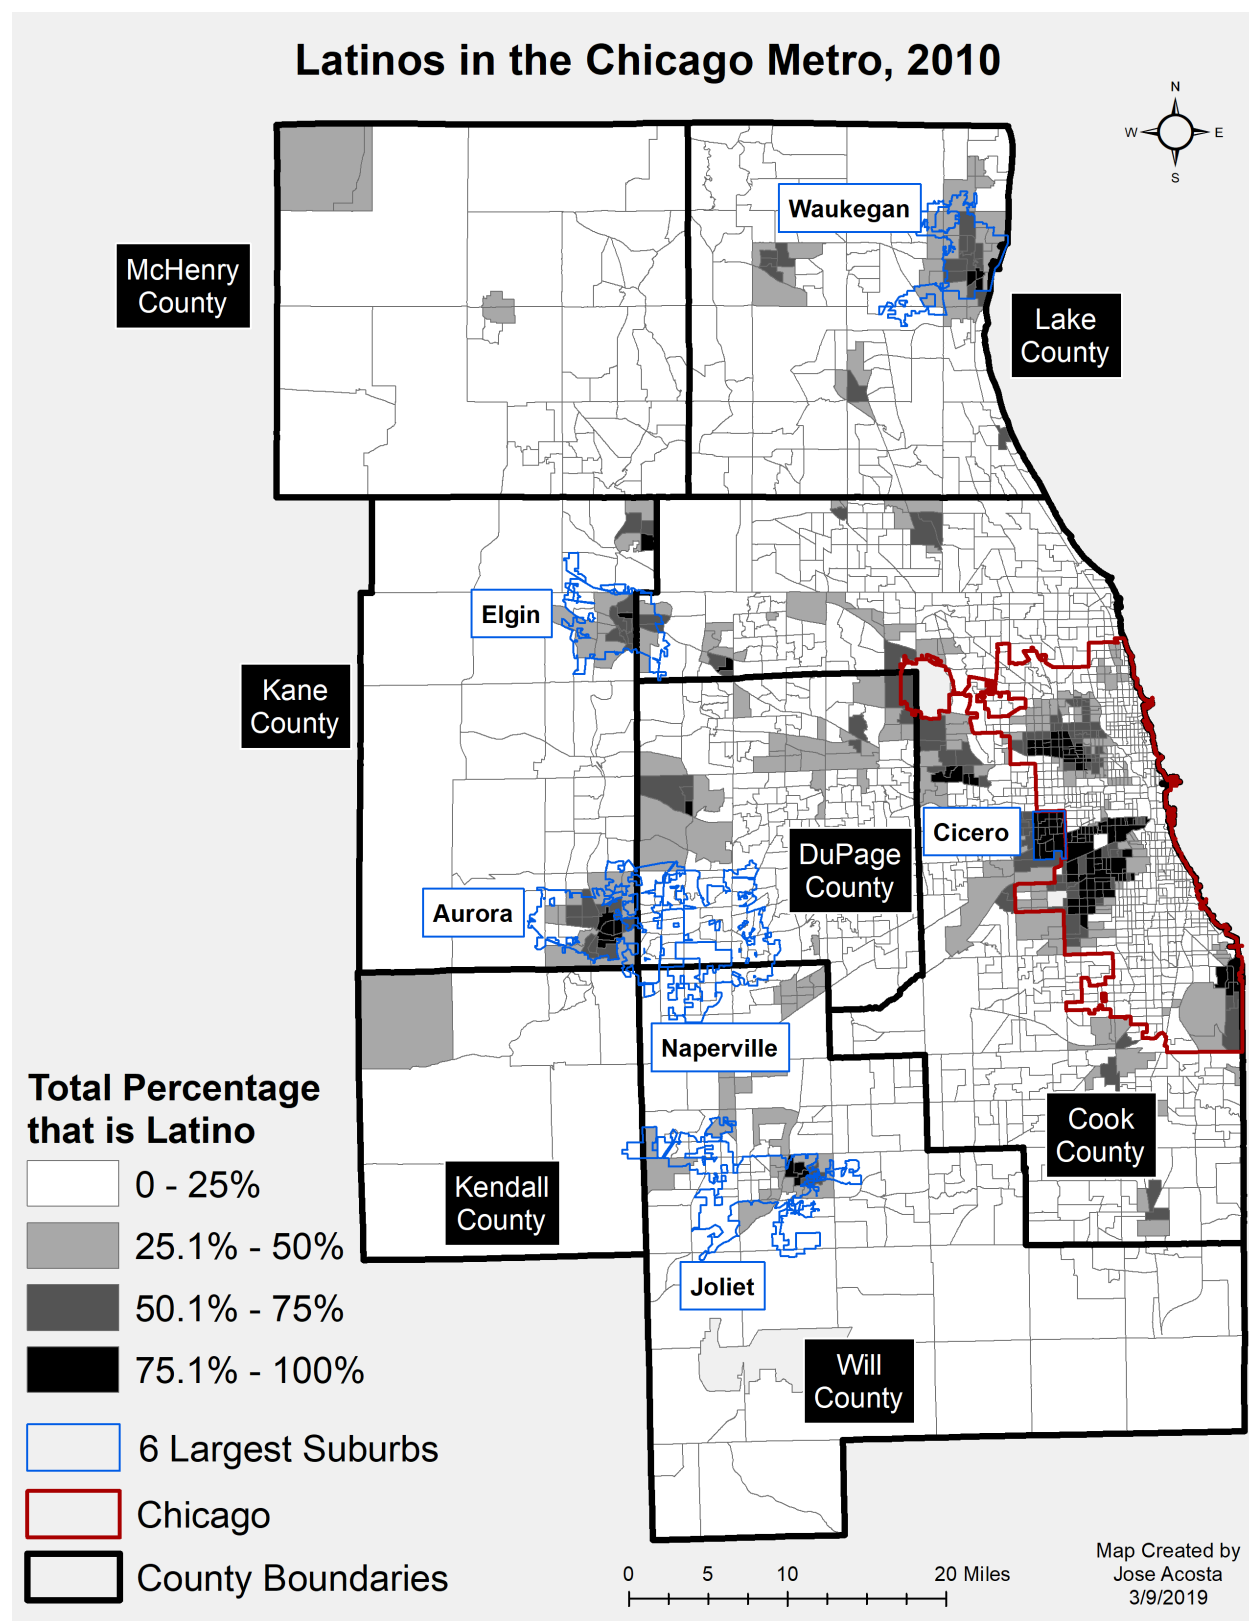 Latinos in the Chicago Metro, 2010
N
W
E
S
Waukegan
McHenry
County
Lake
County
Elgin
Kane
County
Cicero
DuPage
County
Aurora
Naperville
Cook
County
Kendall
County
Joliet
Will
County
Total Percentage
that is Latino
0 - 25%
25.1% - 50%
50.1% - 75%
75.1% - 100%
6 Largest Suburbs
Chicago
County Boundaries
0 5 10 20 Miles
Map Created by
Jose Acosta
3/9/2019